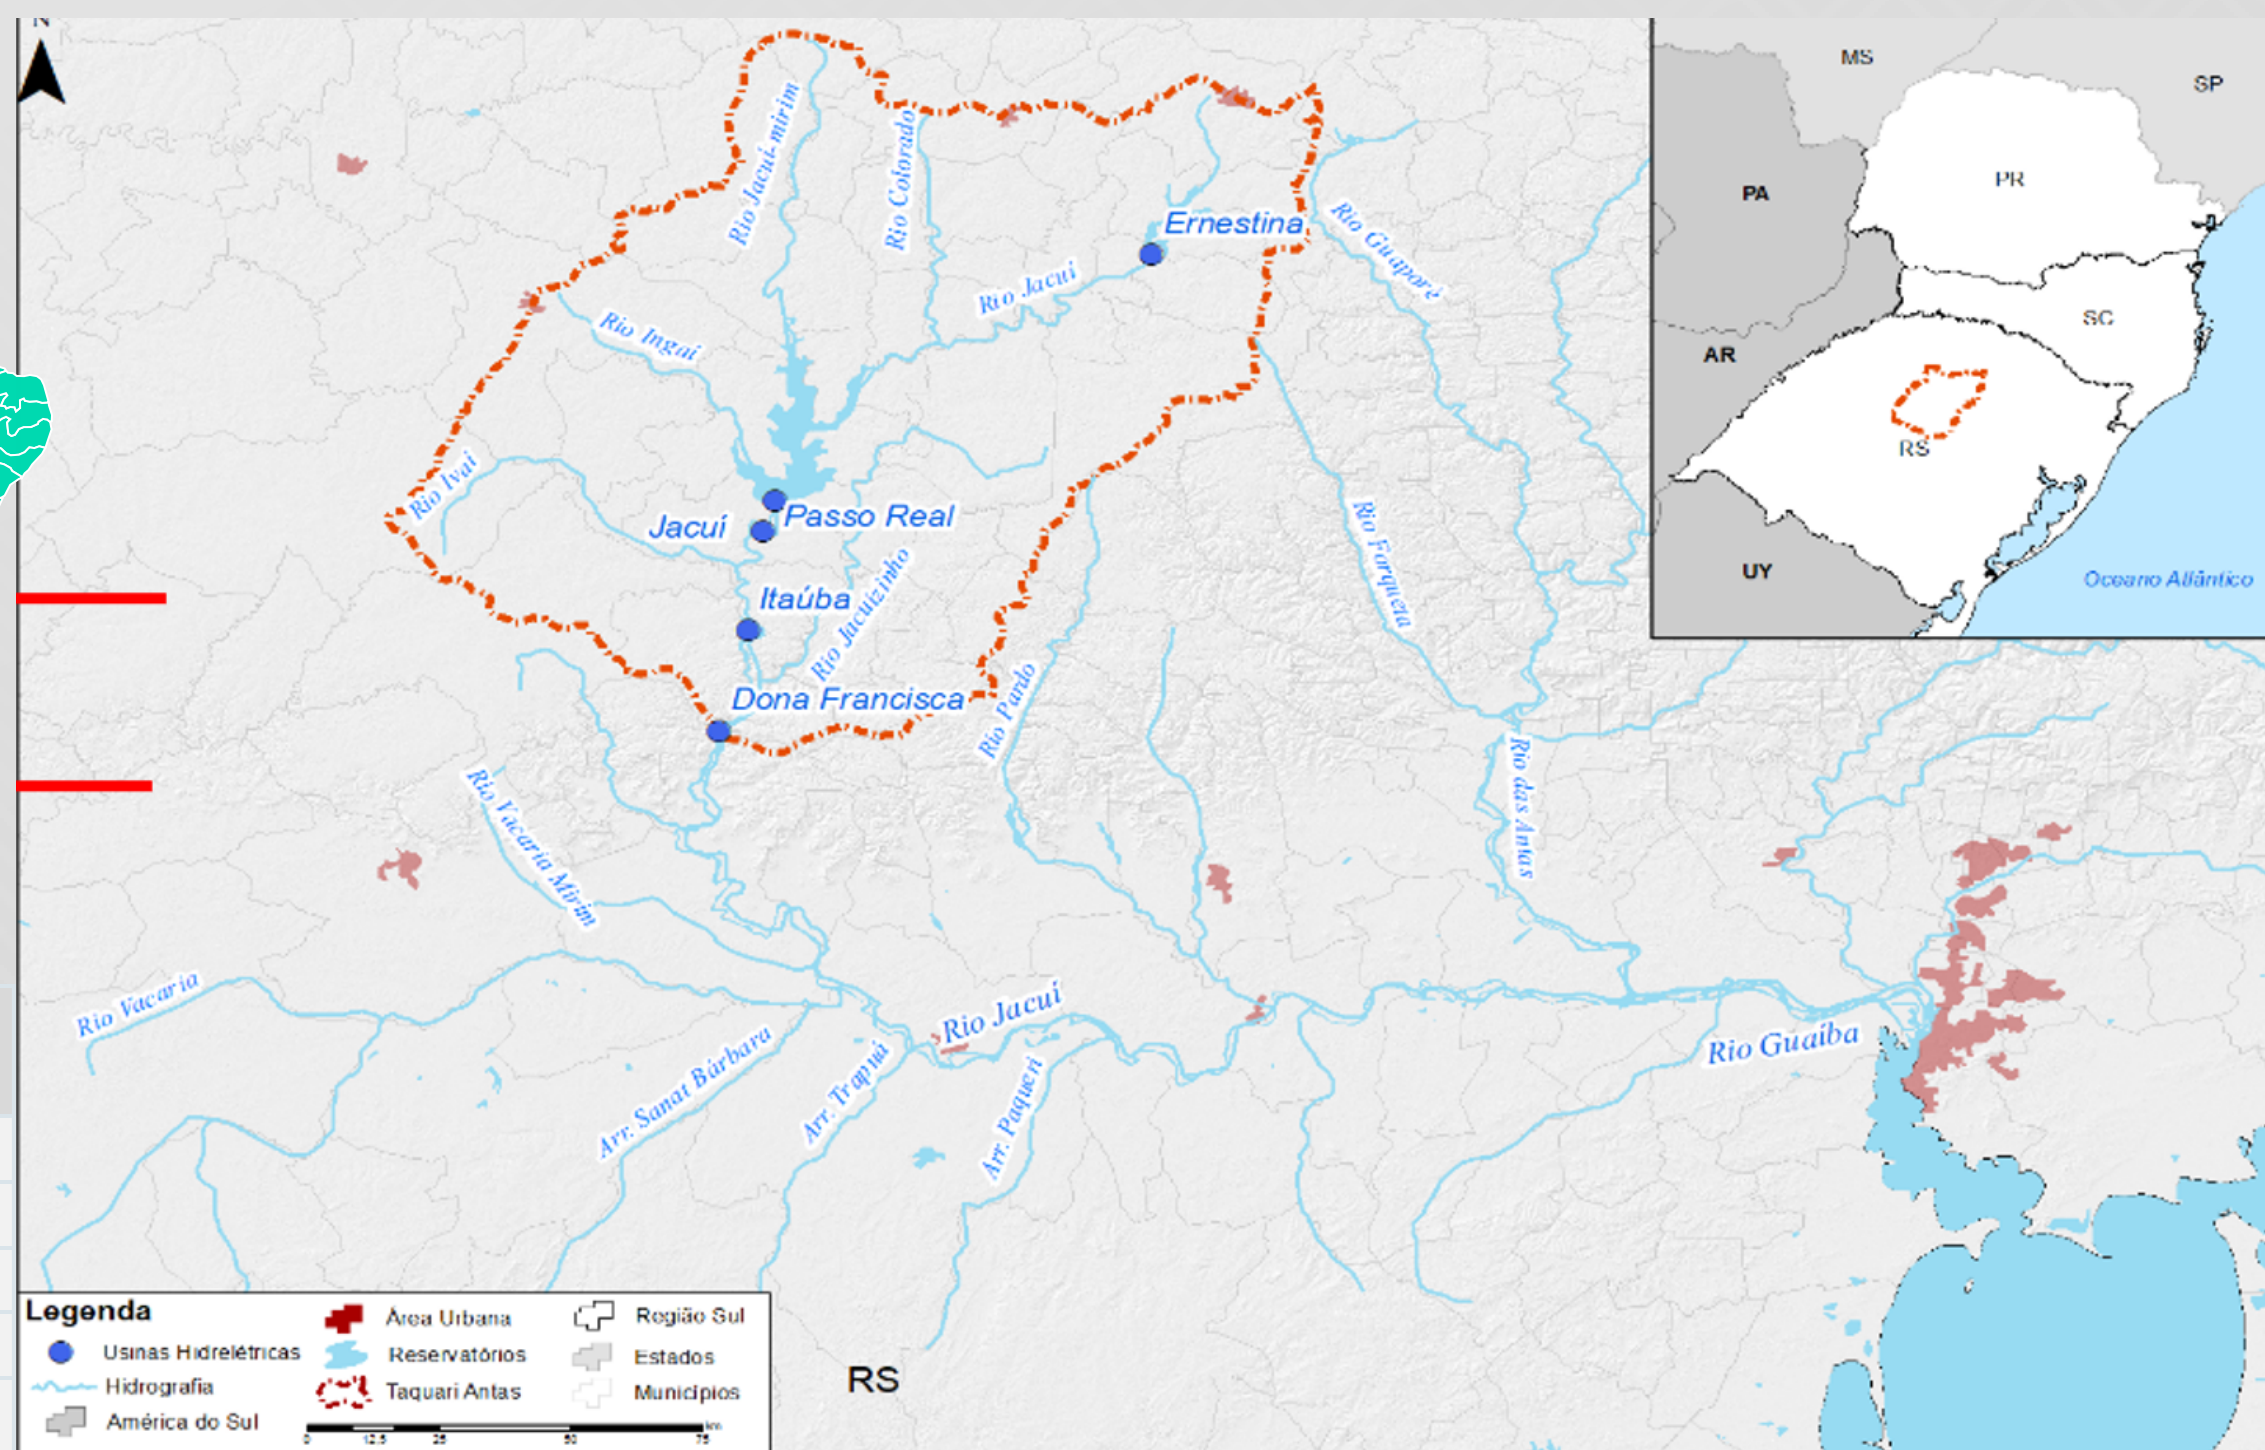 N
Rio Jacuí-mirim
Rio Colorado
Ernestina
Rio Guaporé
Rio Jacuí
Rio Ingaí
Rio Ivaí
Passo Real
Jacuí
Rio Forqueta
Itaúba
Rio Jacuizinho
Dona Francisca
Rio Pardo
Rio das Antas
Rio Vacaria Mirim
Rio Vacaria
Rio Jacuí
Rio Guaíba
Arr. Sanat Bárbara
Arr. Trapuá
Arr. Paqueri
RS
MS
SP
PR
PA
SC
AR
RS
UY
Oceano Atlântico
Legenda
Usinas Hidrelétricas
Hidrografia
América do Sul
Área Urbana
Reservatórios
Taquari Antas
Região Sul
Estados
Municípios
km
0 12.5 25 50 75